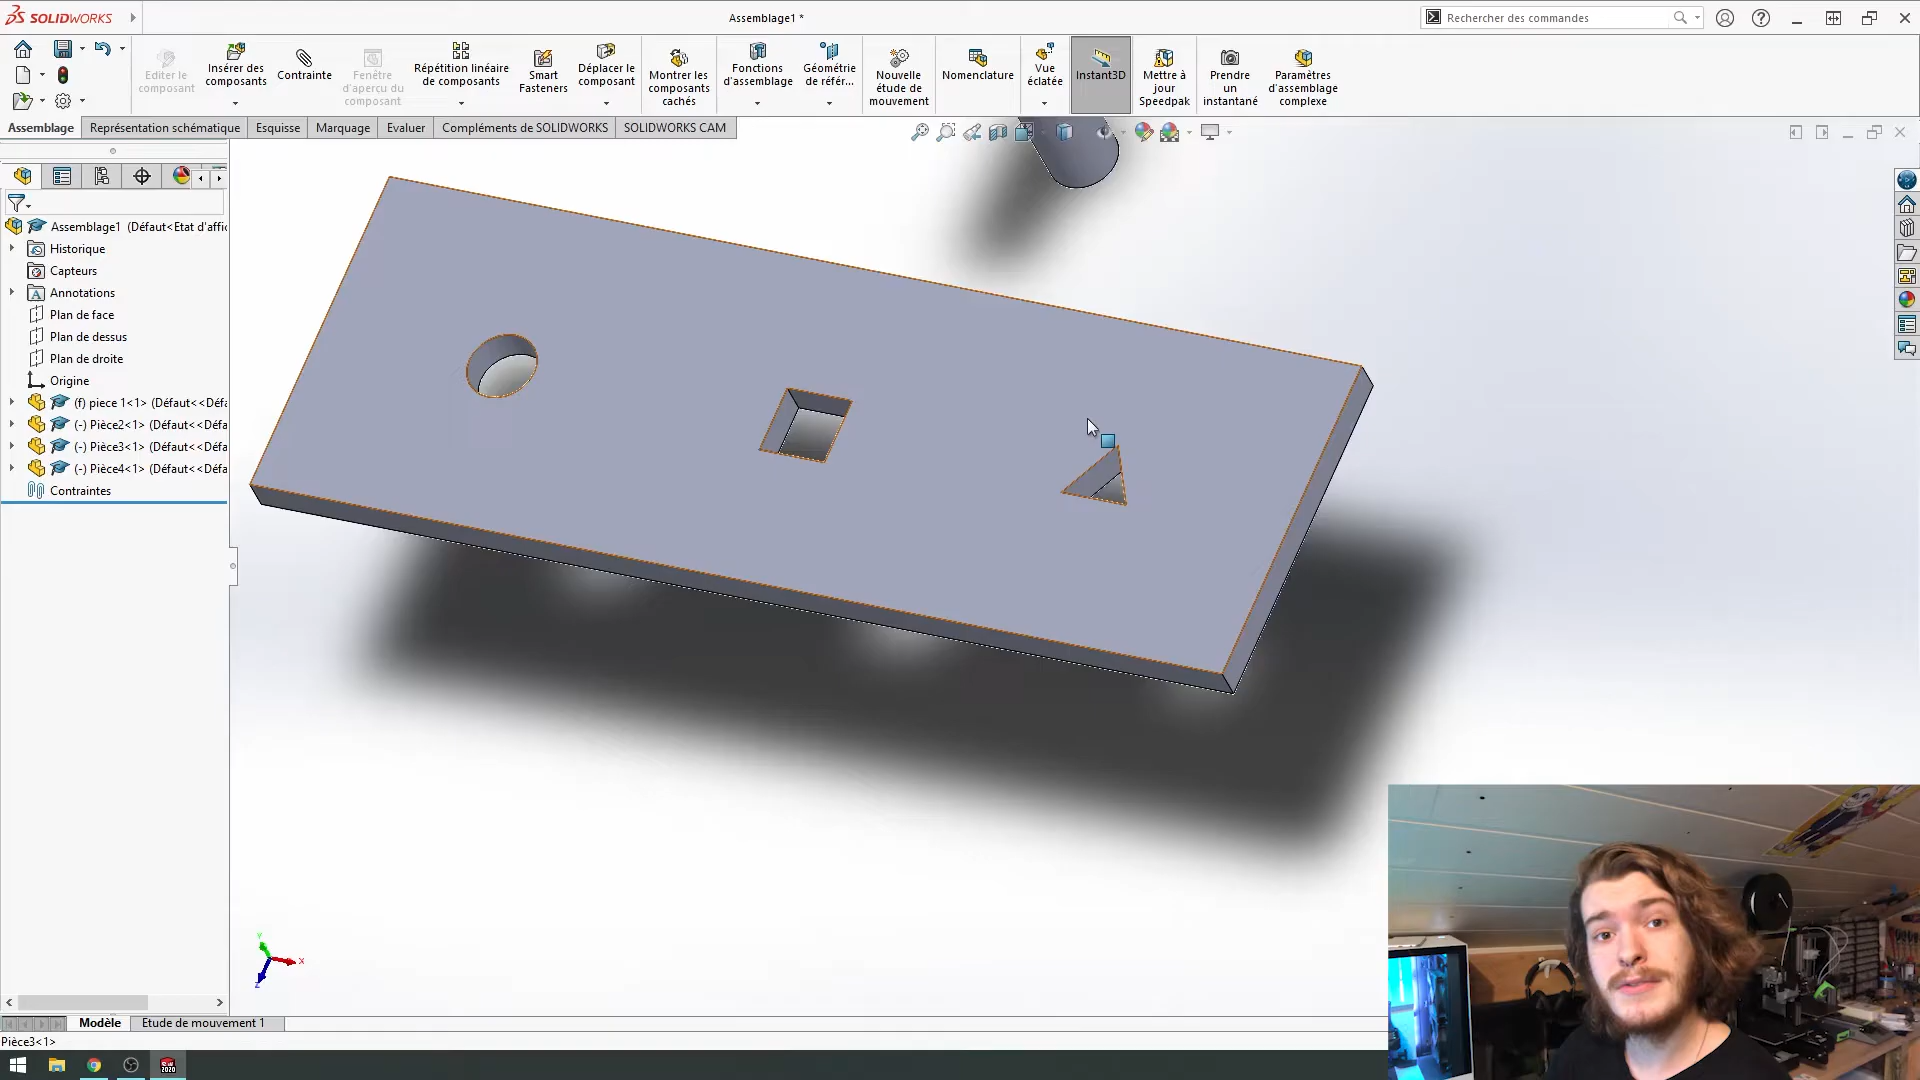 SOLIDWORKS
Assemblage1 *
Rechercher des commandes
Editer le composant
Insérer des composants
Contrainte
Fenêtre d'aperçu du composant
Répétition linéaire de composants
Smart Fasteners
Déplacer le composant
Montrer les composants cachés
Fonctions d'assemblage
Géométrie de référ...
Nouvelle étude de mouvement
Nomenclature
Vue éclatée
Instant3D
Mettre à jour Speedpak
Prendre un instantané
Paramètres d'assemblage complexe
Assemblage
Représentation schématique
Esquisse
Marquage
Evaluer
Compléments de SOLIDWORKS
SOLIDWORKS CAM
Assemblage1 (Défaut<Etat d'affi
Historique
Capteurs
Annotations
Plan de face
Plan de dessus
Plan de droite
Origine
(f) piece 1<1> (Défaut<<Défa
(-) Pièce2<1> (Défaut<<Défa
(-) Pièce3<1> (Défaut<<Défa
(-) Pièce4<1> (Défaut<<Défa
Contraintes
Y
X
Z
Modèle
Etude de mouvement 1
Pièce3<1>
2020